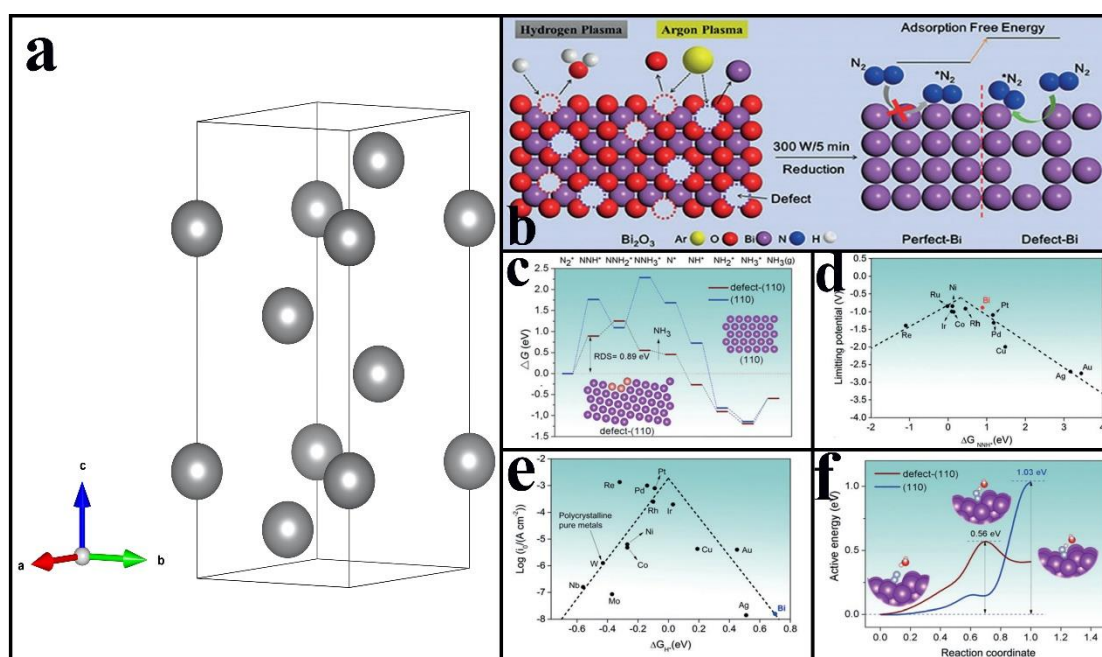 a
c
a
b
b
Hydrogen Plasma
Argon Plasma
Adsorption Free Energy
N₂
*N₂
*N₂
N₂
300 W/5 min
Reduction
Defect
Bi₂O₃
Ar
O
Bi
N
H
Perfect-Bi
Defect-Bi
c
N₂* NNH* NNH₂* NNH₃* N* NH* NH₂* NH₃* NH₃(g)
2.5
2.0
1.5
1.0
0.5
0.0
-0.5
-1,0
-1.5
△G (eV)
defect-(110)
(110)
NH₃
RDS= 0.89 eV
(110)
defect-(110)
d
Limitting potential (V)
1.0
0.5
0.0
-0.5
-1.0
-1.5
-2.0
-2.5
-3.0
-3.5
-4.0
Ni
Ru
Bi
Pt
Re
Ir
Co
Rh
Pd
Cu
Ag
Au
-2 -1 0 1 2 3 4
ΔG NNH* (eV)
e
Log (i₀/(A cm⁻²))
-2
-3
-4
-5
-6
-7
-8
Pt
Re
Pd
Rh
Ir
Polycrystalline
pure metals
Ni
W
Co
Cu
Au
Nb
Mo
Ag
Bi
-0.6 -0.4 -0.2 0.0 0.2 0.4 0.6 0.8
ΔG H* (eV)
f
Active energy (eV)
1.0
0.5
0.0
defect-(110)
(110)
1.03 eV
0.56 eV
0.0 0.2 0.4 0.6 0.8 1.0 1.2
Reaction coordinate